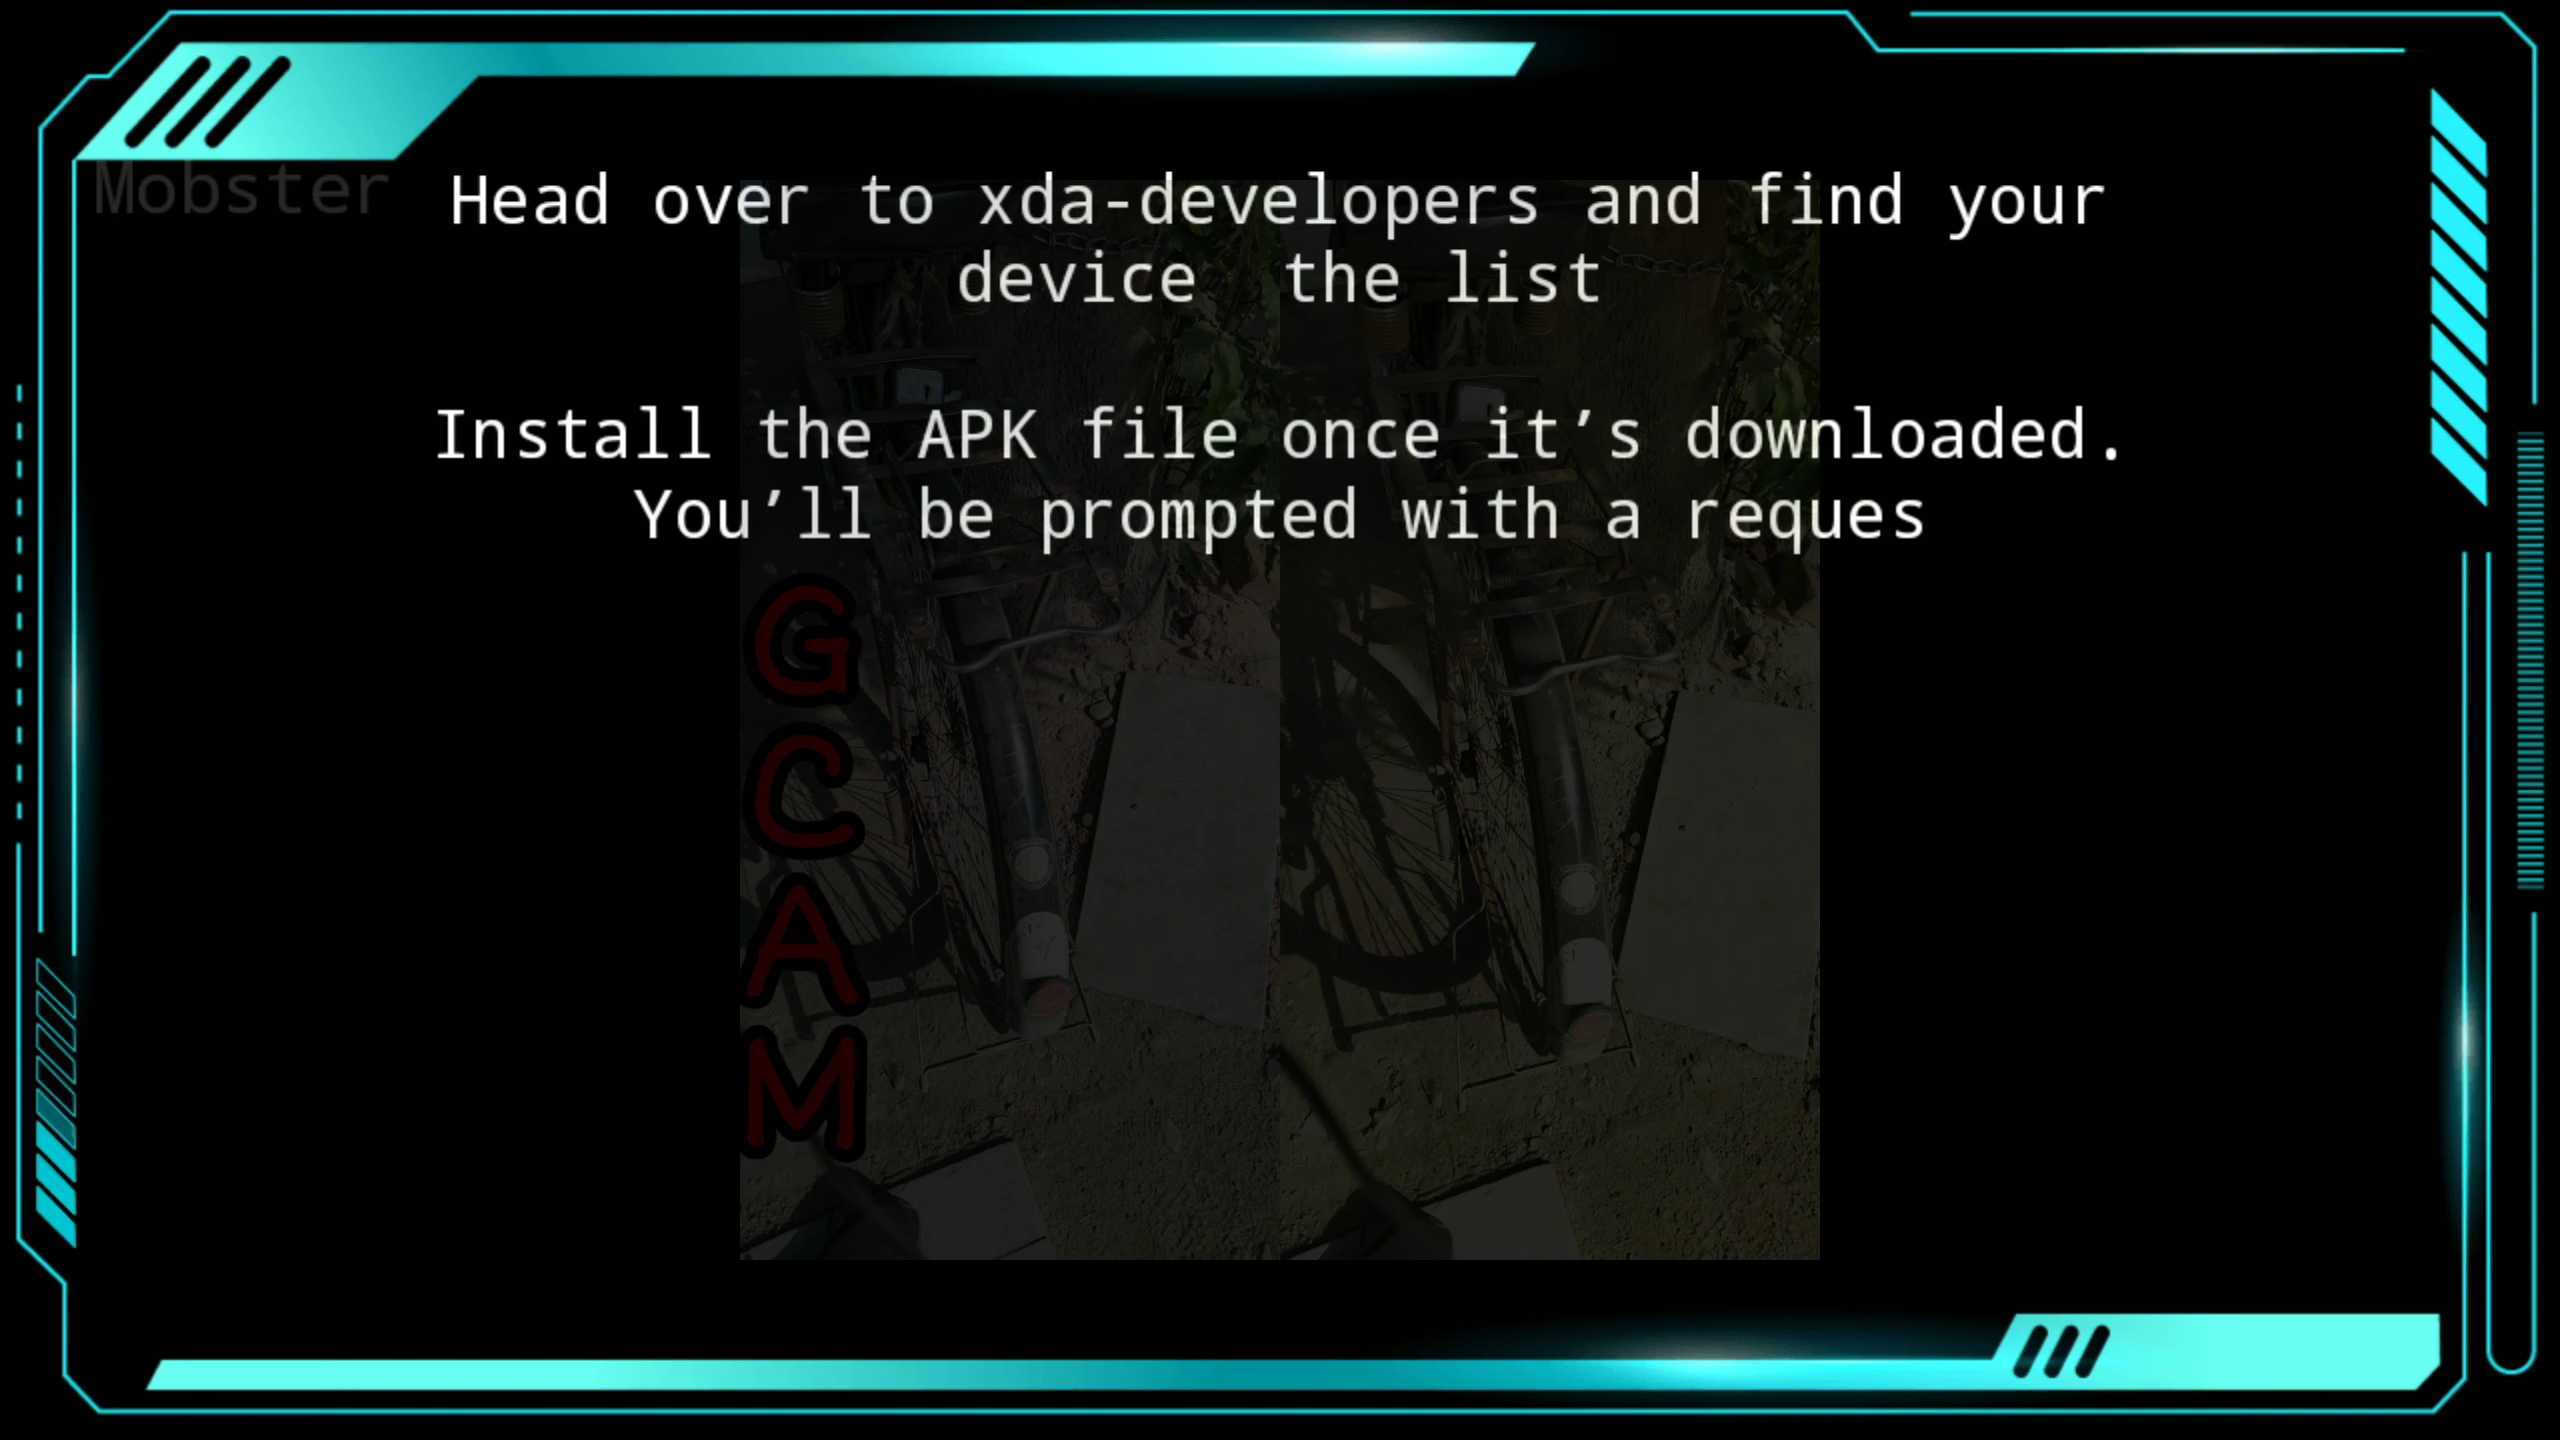 Mobster
Head over to xda-developers and find your
device  the list
Install the APK file once it’s downloaded.
You’ll be prompted with a reques
G
C
A
M